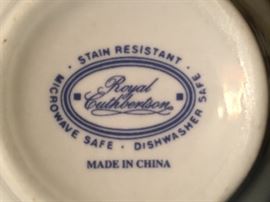 · STAIN RESISTANT ·
Royal
Cuthbertson
MICROWAVE SAFE · DISHWASHER SAFE
MADE IN CHINA